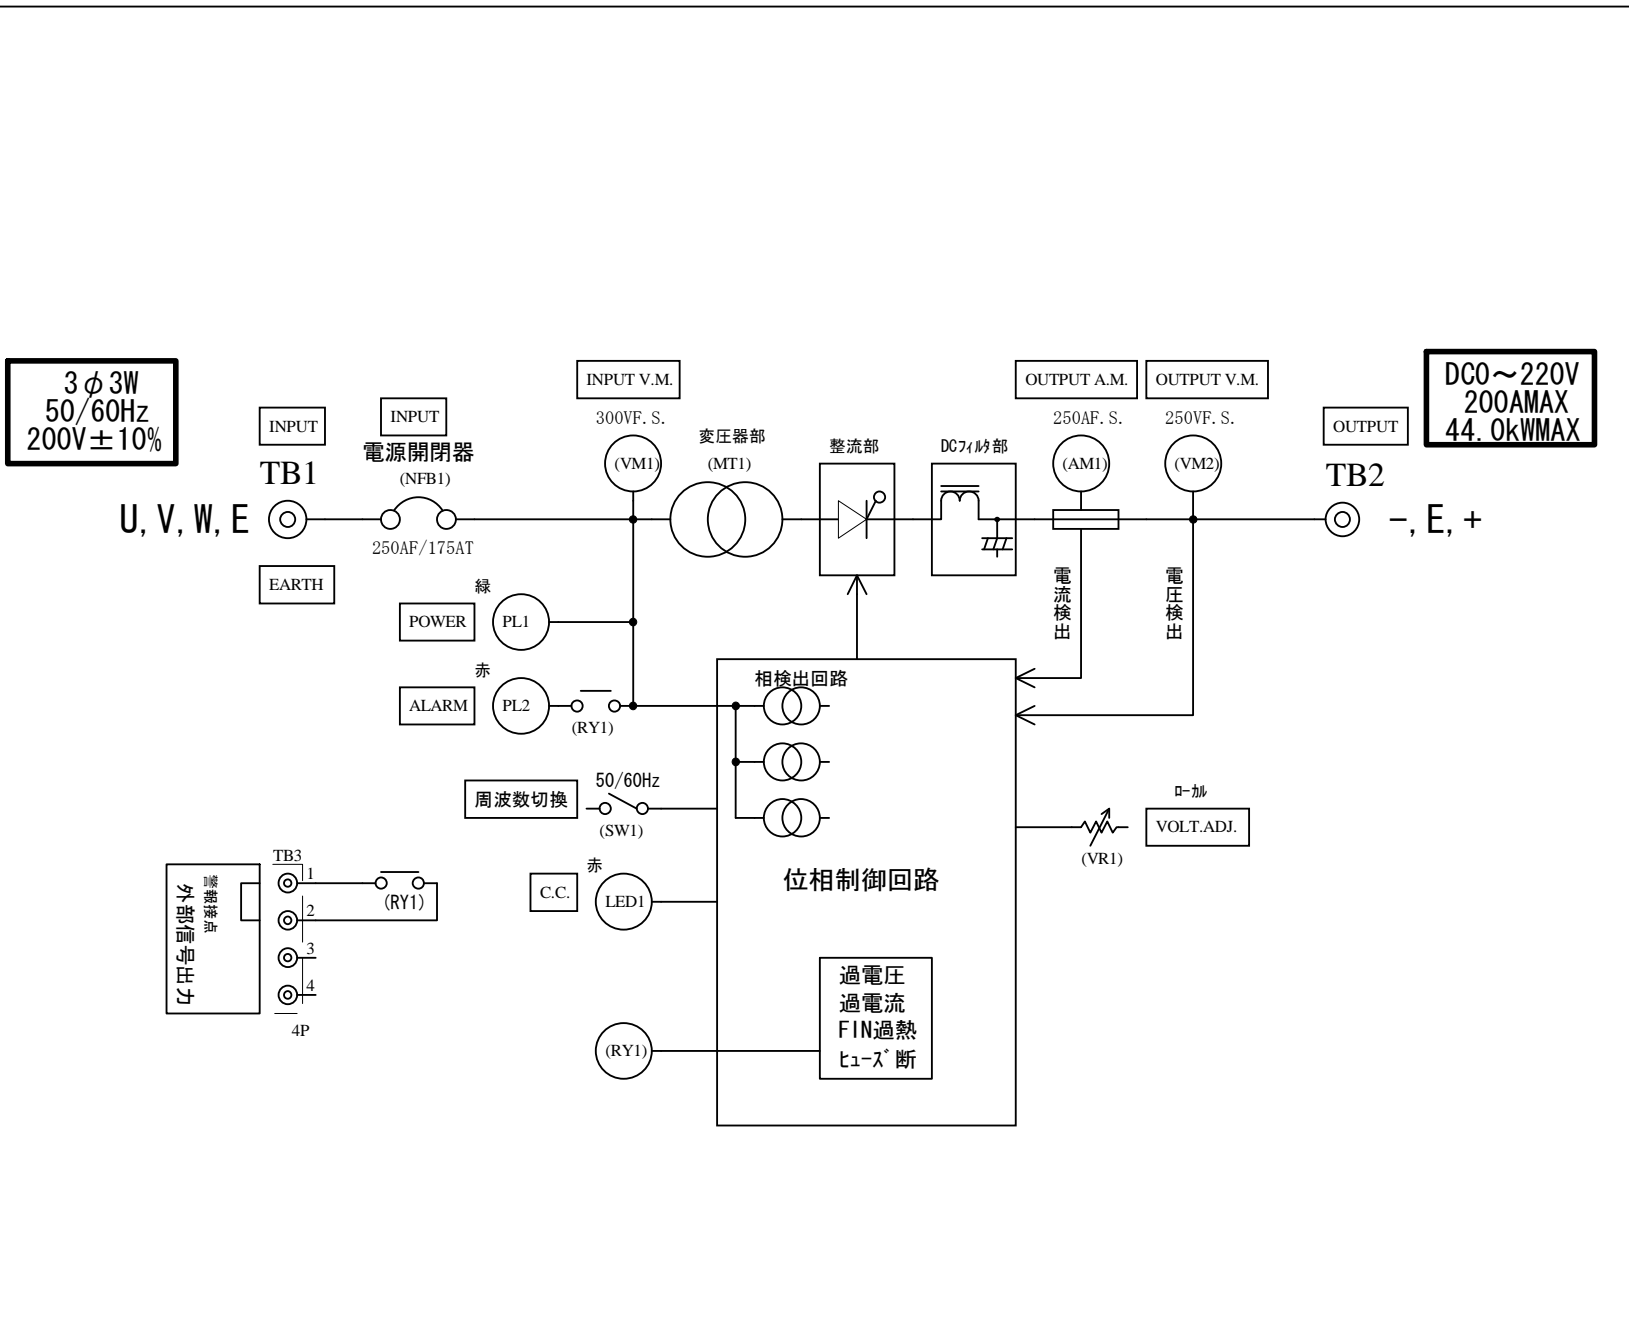 3φ3W
50/60Hz
200V±10%
INPUT
TB1
U,V,W,E
EARTH
INPUT
電源開閉器
(NFB1)
250AF/175AT
INPUT V.M.
300VF.S.
(VM1)
変圧器部
(MT1)
整流部
DCフィルタ部
OUTPUT A.M.
250AF.S.
(AM1)
OUTPUT V.M.
250VF.S.
(VM2)
OUTPUT
TB2
-,E,+
DC0～220V
200AMAX
44.0kWMAX
電流検出
電圧検出
緑
POWER
PL1
赤
ALARM
PL2
(RY1)
相検出回路
周波数切換
50/60Hz
(SW1)
ローカル
VOLT.ADJ.
(VR1)
位相制御回路
赤
C.C.
LED1
TB3
警報接点
外部信号出力
1
2
3
4
4P
(RY1)
(RY1)
過電圧
過電流
FIN過熱
ヒューズ断